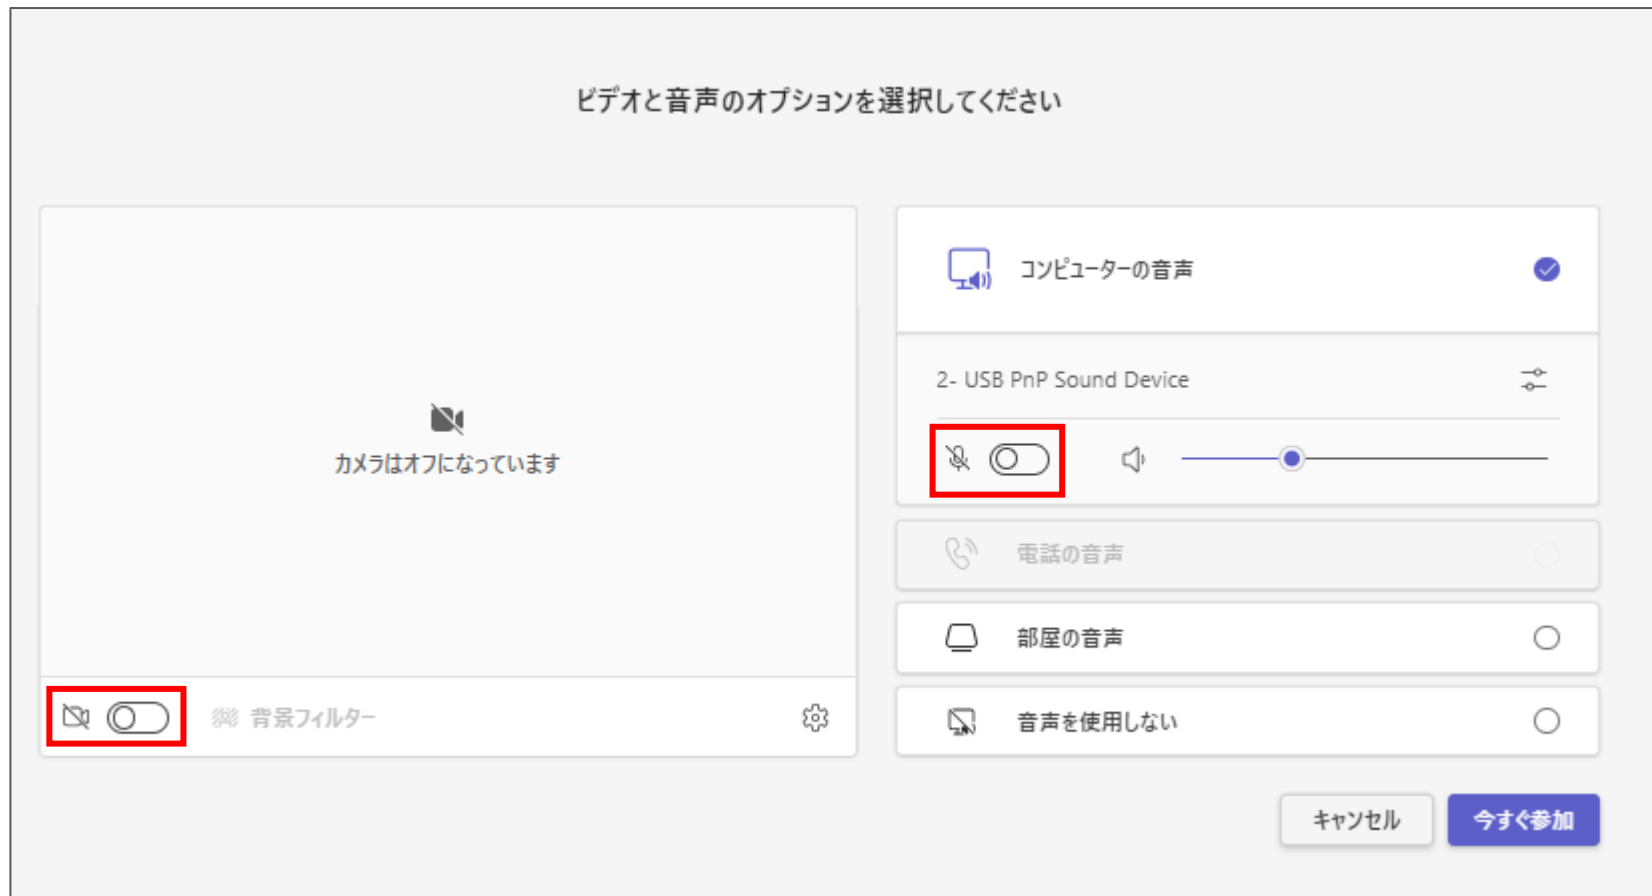 ビデオと音声のオプションを選択してください
カメラはオフになっています
背景フィルター
コンピューターの音声
2- USB PnP Sound Device
電話の音声
部屋の音声
音声を使用しない
キャンセル
今すぐ参加